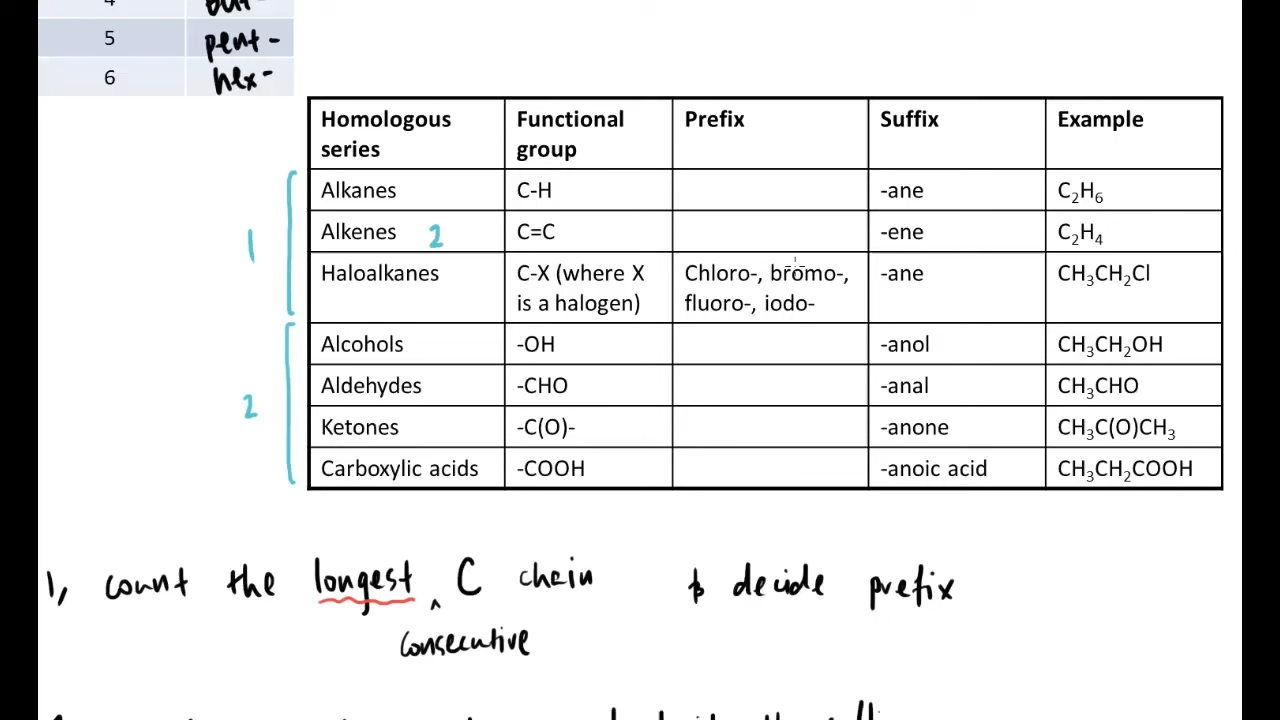 4 but-
5 pent-
6 hex-
Homologous series Functional group Prefix Suffix Example
1
Alkanes C-H -ane C₂H₆
Alkenes 2 C=C -ene C₂H₄
Haloalkanes C-X (where X is a halogen) Chloro-, bromo-, fluoro-, iodo- -ane CH₃CH₂Cl
2
Alcohols -OH -anol CH₃CH₂OH
Aldehydes -CHO -anal CH₃CHO
Ketones -C(O)- -anone CH₃C(O)CH₃
Carboxylic acids -COOH -anoic acid CH₃CH₂COOH
1, count the longest C chain & decide prefix
consecutive